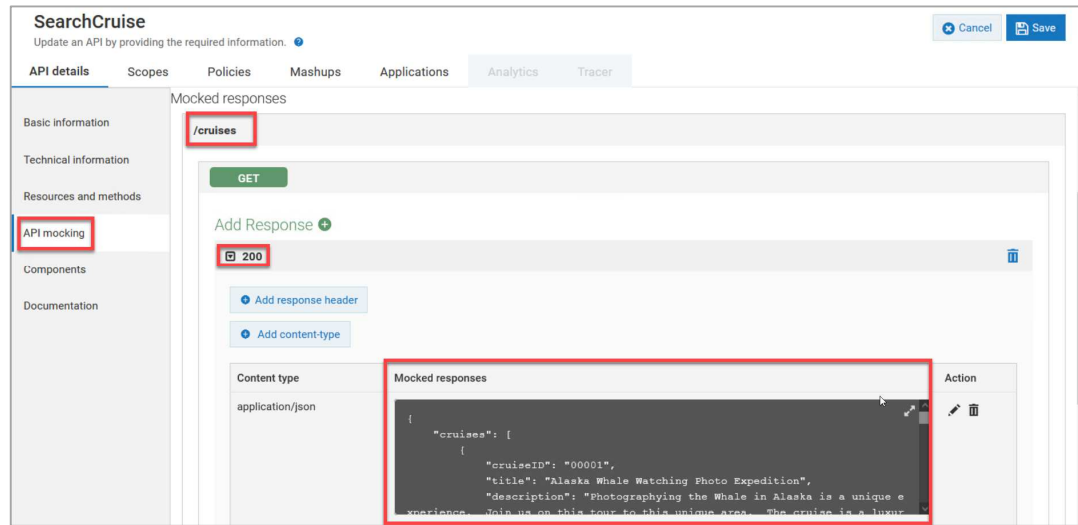 SearchCruise
Update an API by providing the required information.
Cancel
Save
API details
Scopes
Policies
Mashups
Applications
Analytics
Tracer
Mocked responses
Basic information
Technical information
Resources and methods
API mocking
Components
Documentation
/cruises
GET
Add Response
200
Add response header
Add content-type
Content type
Mocked responses
Action
application/json
{
"cruises": [
{
"cruiseID": "00001",
"title": "Alaska Whale Watching Photo Expedition",
"description": "Photographying the Whale in Alaska is a unique e
xperience. Join us on this tour to this unique area. The cruise is a luxur